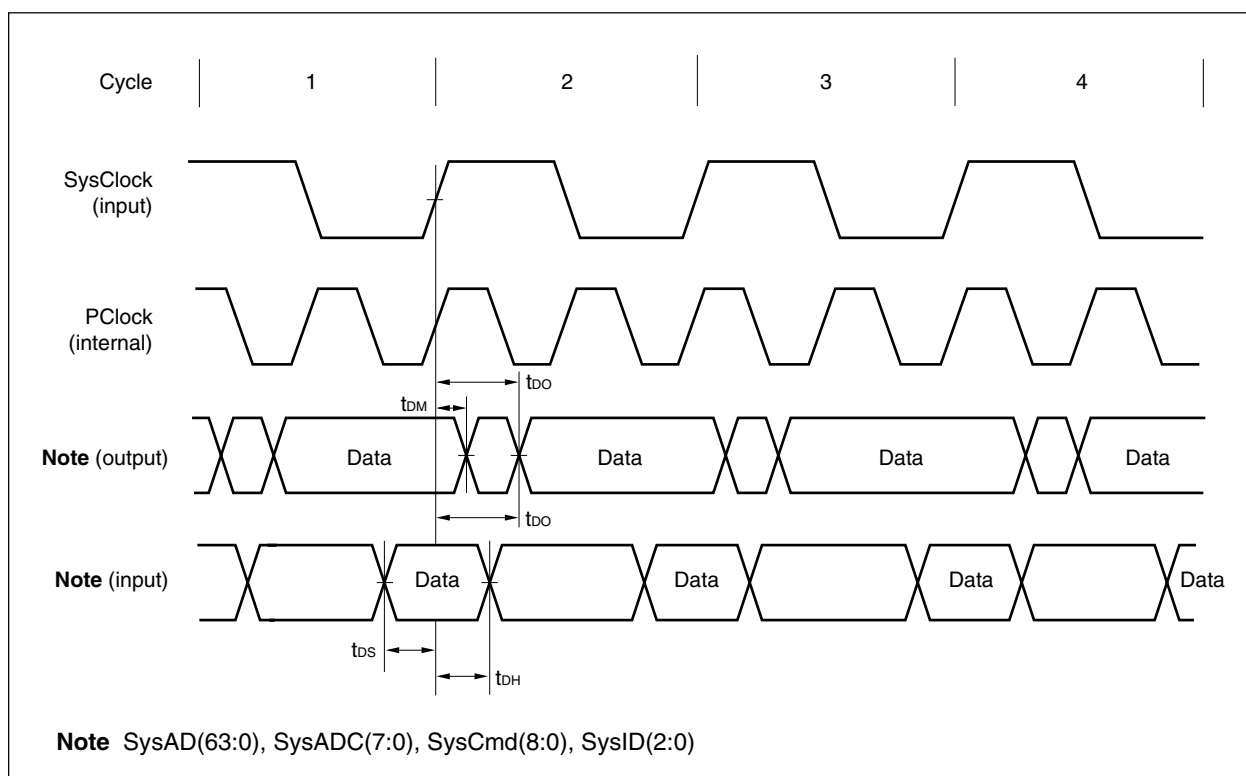 Cycle 1 2 3 4
SysClock
(input)
PClock
(internal)
tDO
tDM
Note (output) Data Data Data Data
tDO
Note (input) Data Data Data Data
tDS
tDH
Note SysAD(63:0), SysADC(7:0), SysCmd(8:0), SysID(2:0)